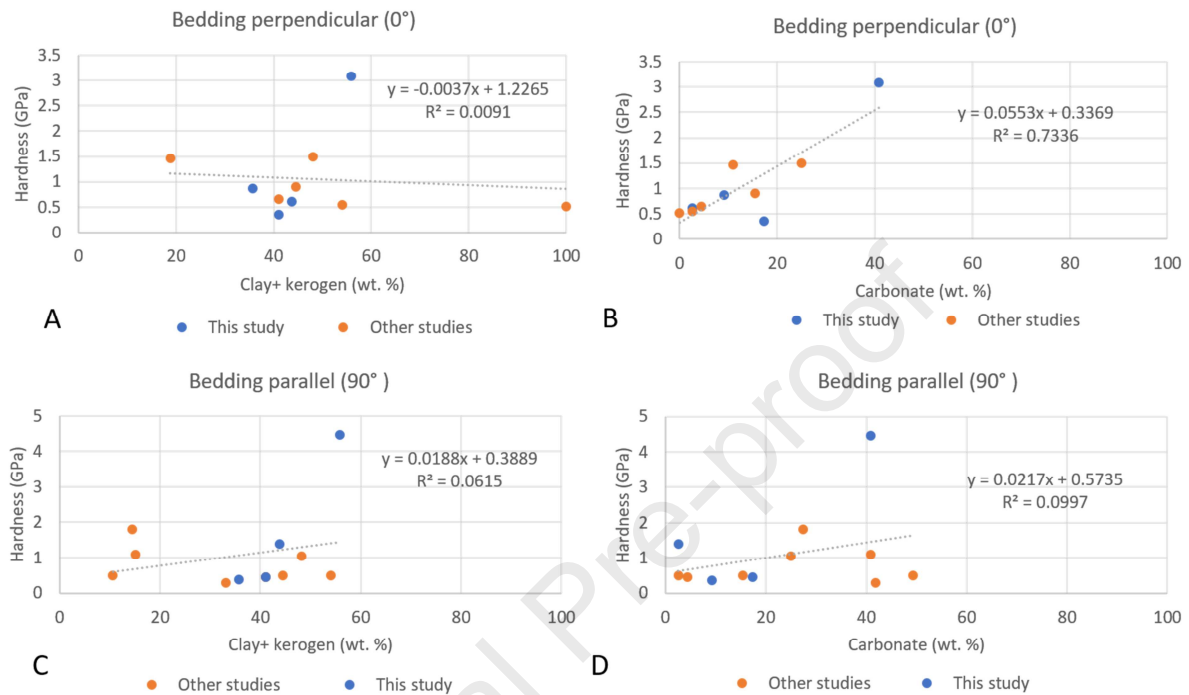 Bedding perpendicular (0°)
3.5
3
2.5
2
1.5
1
0.5
0
Hardness (GPa)
y = -0.0037x + 1.2265
R² = 0.0091
0 20 40 60 80 100
Clay+ kerogen (wt. %)
A
This study Other studies
Bedding perpendicular (0°)
3.5
3
2.5
2
1.5
1
0.5
0
Hardness (GPa)
y = 0.0553x + 0.3369
R² = 0.7336
0 20 40 60 80 100
Carbonate (wt. %)
B
This study Other studies
Bedding parallel (90° )
5
4
3
2
1
0
Hardness (GPa)
y = 0.0188x + 0.3889
R² = 0.0615
0 20 40 60 80 100
Clay+ kerogen (wt. %)
C
Other studies This study
Bedding parallel (90° )
5
4
3
2
1
0
Hardness (GPa)
y = 0.0217x + 0.5735
R² = 0.0997
0 20 40 60 80 100
Carbonate (wt. %)
D
Other studies This study
al Pre-proof